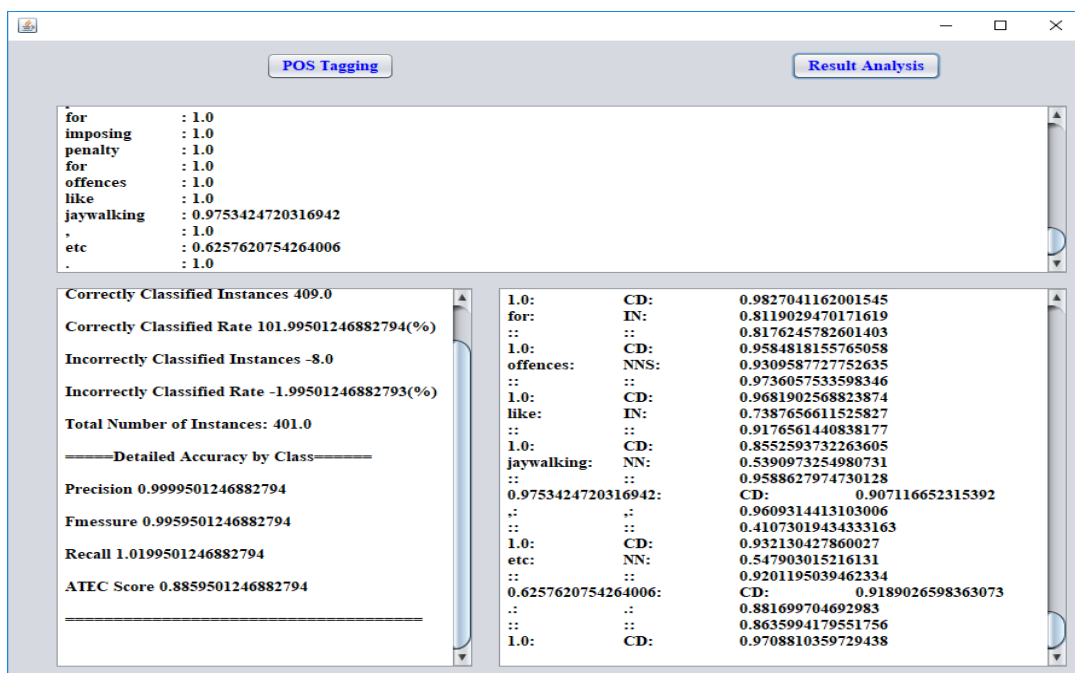 POS Tagging
Result Analysis
for : 1.0
imposing : 1.0
penalty : 1.0
for : 1.0
offences : 1.0
like : 1.0
jaywalking : 0.9753424720316942
, : 1.0
etc : 0.6257620754264006
. : 1.0
Correctly Classified Instances 409.0
Correctly Classified Rate 101.99501246882794(%)
Incorrectly Classified Instances -8.0
Incorrectly Classified Rate -1.99501246882793(%)
Total Number of Instances: 401.0
=====Detailed Accuracy by Class======
Precision 0.9999501246882794
Fmessure 0.9959501246882794
Recall 1.0199501246882794
ATEC Score 0.8859501246882794
=====================================
1.0: CD: 0.9827041162001545
for: IN: 0.8119029470171619
:: :: 0.8176245782601403
1.0: CD: 0.9584818155765058
offences: NNS: 0.9309587727752635
:: :: 0.9736057533598346
1.0: CD: 0.9681902568823874
like: IN: 0.7387656611525827
:: :: 0.9176561440838177
1.0: CD: 0.8552593732263605
jaywalking: NN: 0.5390973254980731
:: :: 0.9588627974730128
0.9753424720316942: CD: 0.907116652315392
,: ,: 0.9609314413103006
:: :: 0.41073019434333163
1.0: CD: 0.932130427860027
etc: NN: 0.547903015216131
:: :: 0.9201195039462334
0.6257620754264006: CD: 0.9189026598363073
.: .: 0.881699704692983
:: :: 0.8635994179551756
1.0: CD: 0.9708810359729438